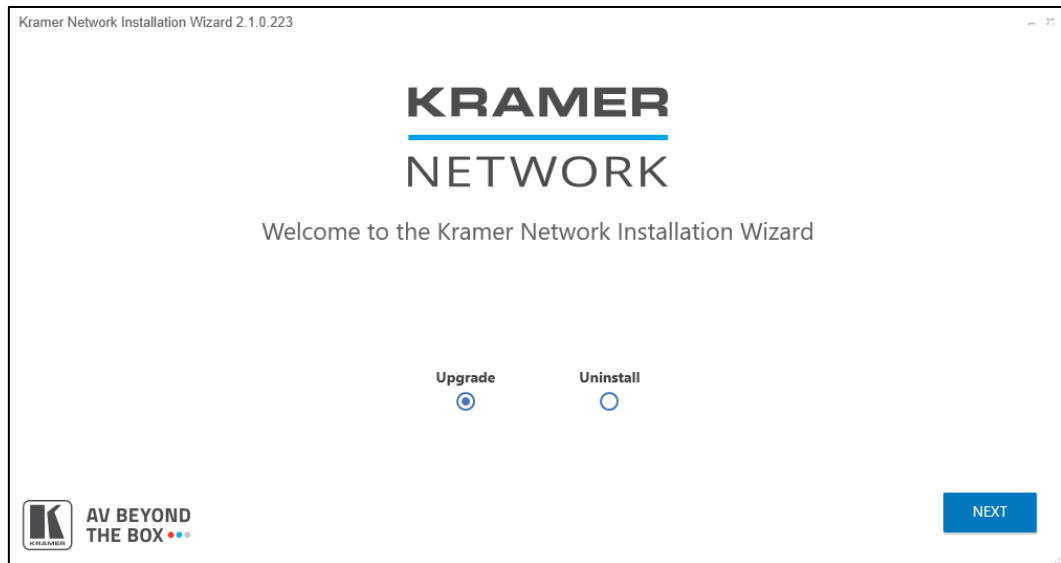 Kramer Network Installation Wizard 2.1.0.223
KRAMER
NETWORK
Welcome to the Kramer Network Installation Wizard
Upgrade
Uninstall
K
KRAMER
AV BEYOND
THE BOX
NEXT